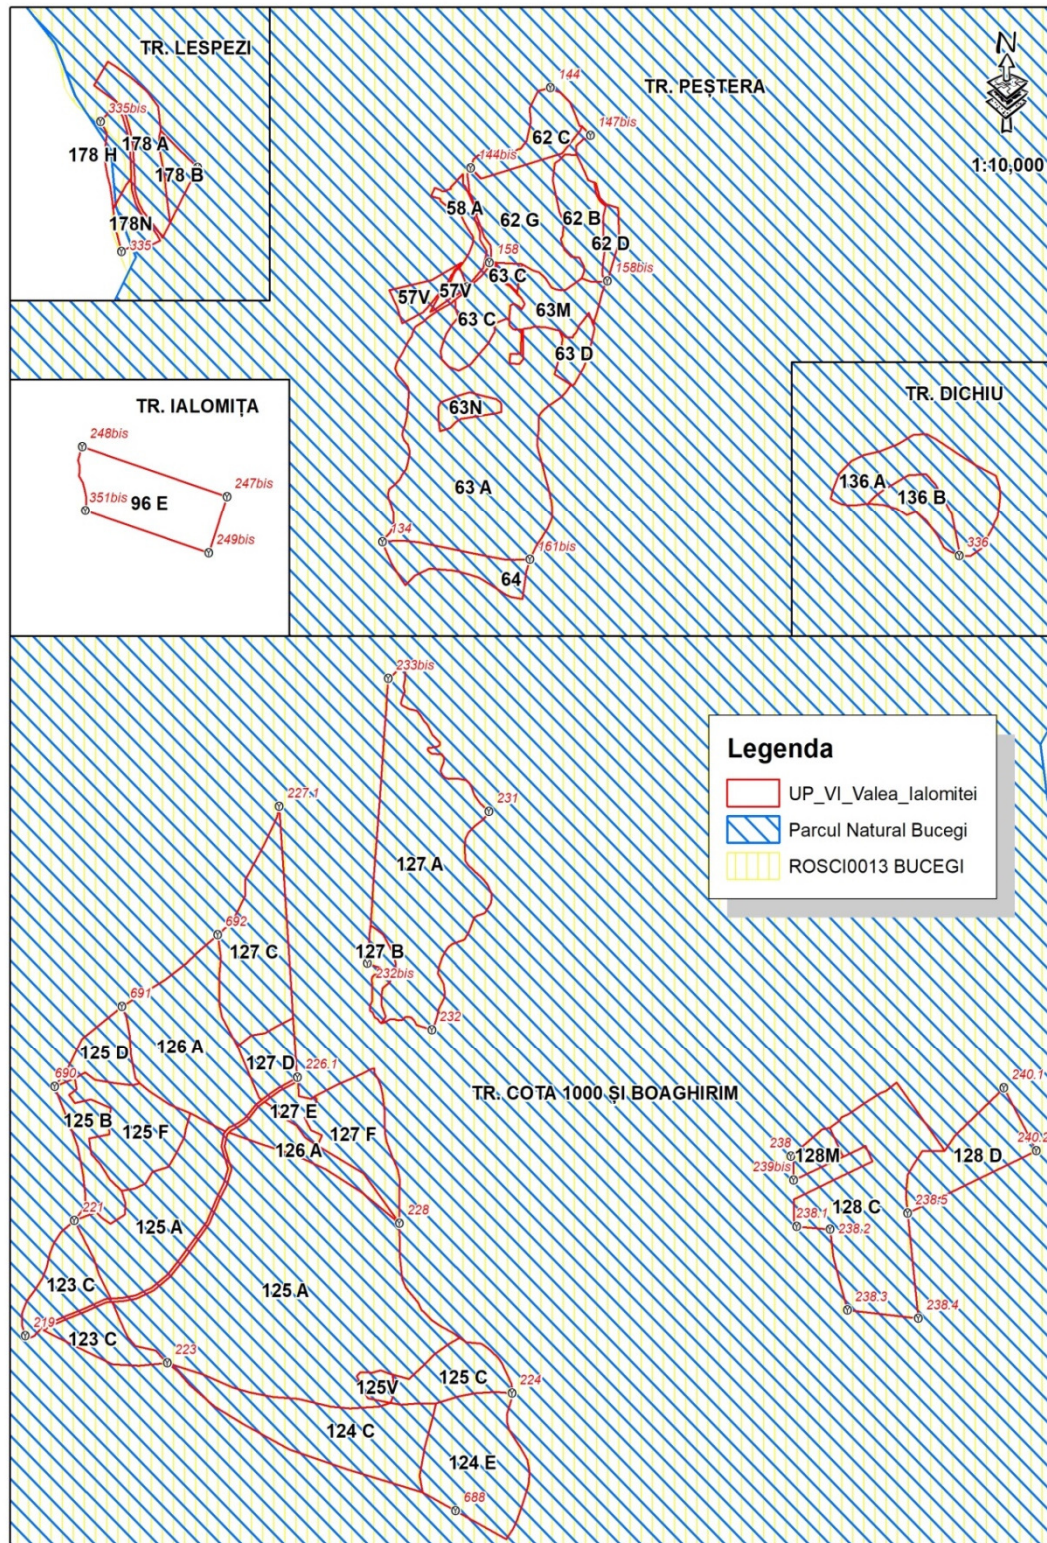 TR. LESPEZI
335bis
178 A
178 H
178 B
178N
335
TR. PEȘTERA
144
147bis
62 C
144bis
58 A
62 G
62 B
62 D
158
158bis
63 C
57V
57V
63 C
63M
63 D
63N
63 A
134
161bis
64
N
1:10,000
TR. IALOMIȚA
248bis
247bis
351bis
96 E
249bis
TR. DICHIU
136 A
136 B
336
233bis
231
127 A
127 B
232bis
232
Legenda
UP_VI_Valea_Ialomitei
Parcul Natural Bucegi
ROSCI0013 BUCEGI
227.1
692
127 C
691
126 A
125 D
127 D
226.1
690
127 E
125 B
125 F
127 F
126 A
TR. COTA 1000 ȘI BOAGHIRIM
221
125 A
228
123 C
125 A
219
123 C
223
125V
125 C
224
124 C
124 E
688
240.1
238
128M
240.2
239bis
128 D
128 C
238.5
238.1
238.2
238.3
238.4